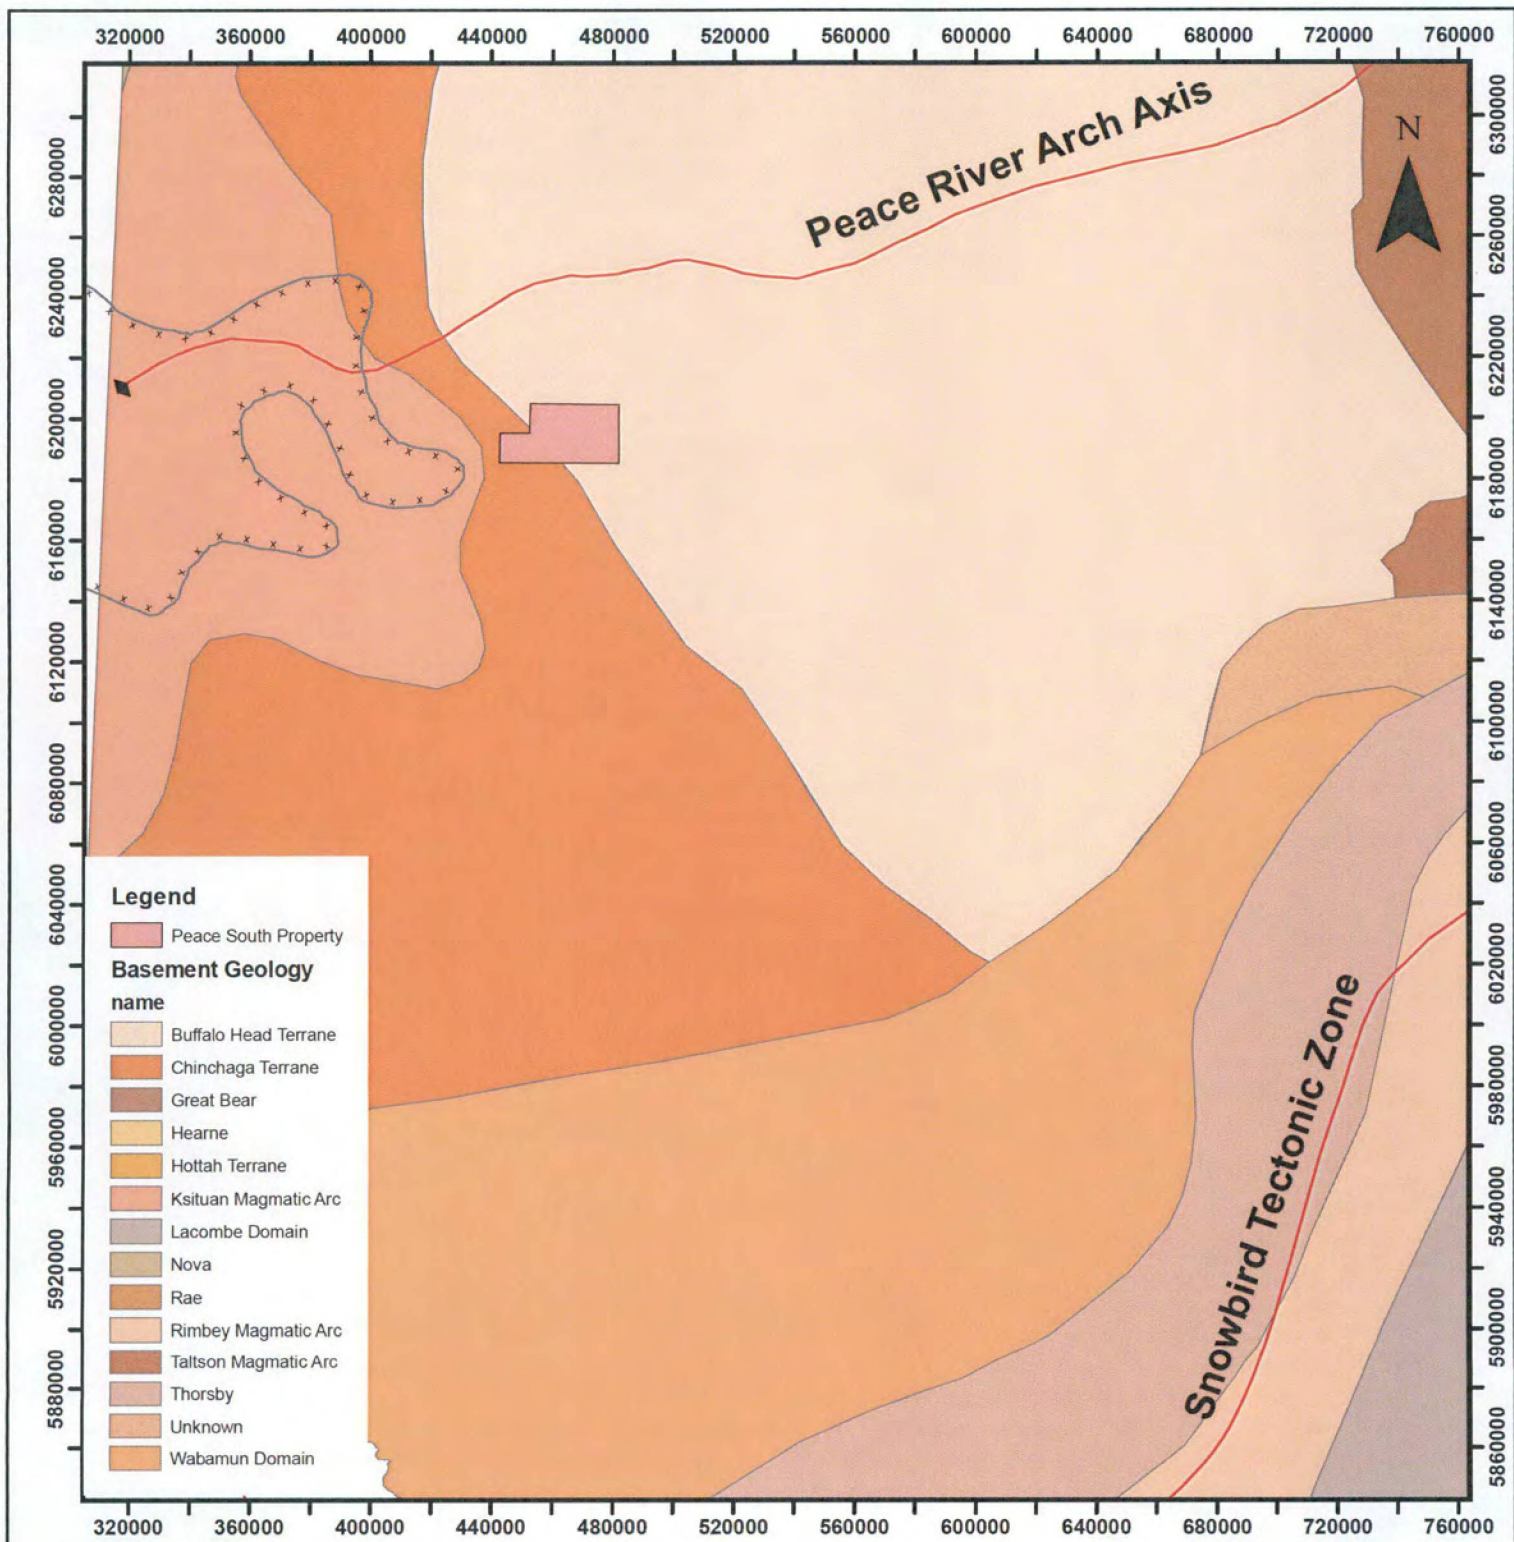 320000 360000 400000 440000 480000 520000 560000 600000 640000 680000 720000 760000
Peace River Arch Axis
N
6280000
6240000
6200000
6160000
6120000
6080000
6040000
6000000
5960000
5920000
5880000
6300000
6260000
6220000
6180000
6140000
6100000
6060000
6020000
5980000
5940000
5900000
5860000
Snowbird Tectonic Zone
Legend
Peace South Property
Basement Geology
name
Buffalo Head Terrane
Chinchaga Terrane
Great Bear
Hearne
Hottah Terrane
Ksituan Magmatic Arc
Lacombe Domain
Nova
Rae
Rimbey Magmatic Arc
Taltson Magmatic Arc
Thorsby
Unknown
Wabamun Domain
320000 360000 400000 440000 480000 520000 560000 600000 640000 680000 720000 760000